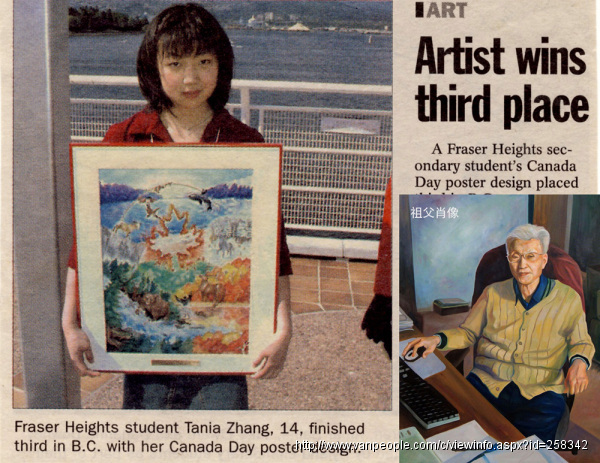 ART
Artist wins
third place
A Fraser Heights sec-
ondary student's Canada
Day poster design placed
祖父肖像
Fraser Heights student Tania Zhang, 14, finished
third in B.C. with her Canada Day poster design.
http://www.yanpeople.com/c/viewinfo.aspx?id=258342